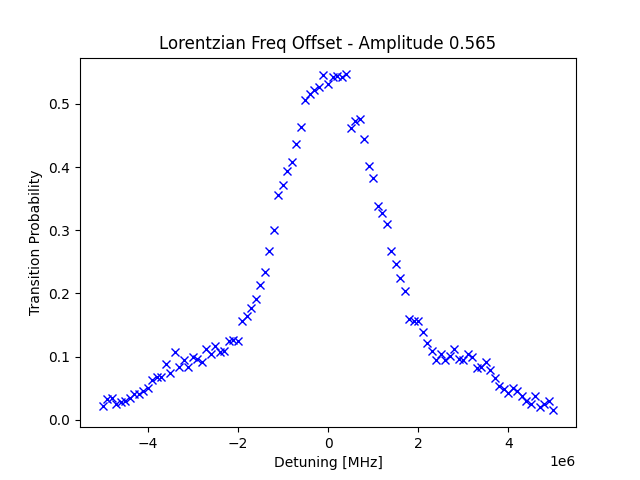 Lorentzian Freq Offset - Amplitude 0.565
Transition Probability
0.5
0.4
0.3
0.2
0.1
0.0
−4
−2
0
2
4
1e6
Detuning [MHz]